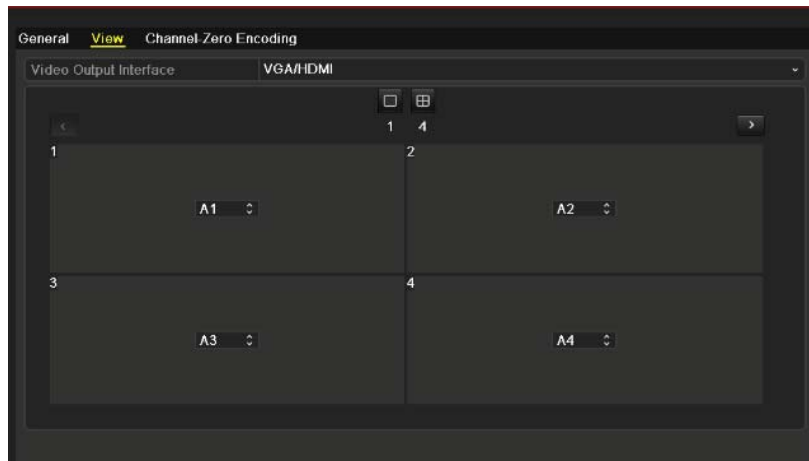 General View Channel-Zero Encoding
Video Output Interface VGA/HDMI
1 4
1 2
A1 A2
3 4
A3 A4